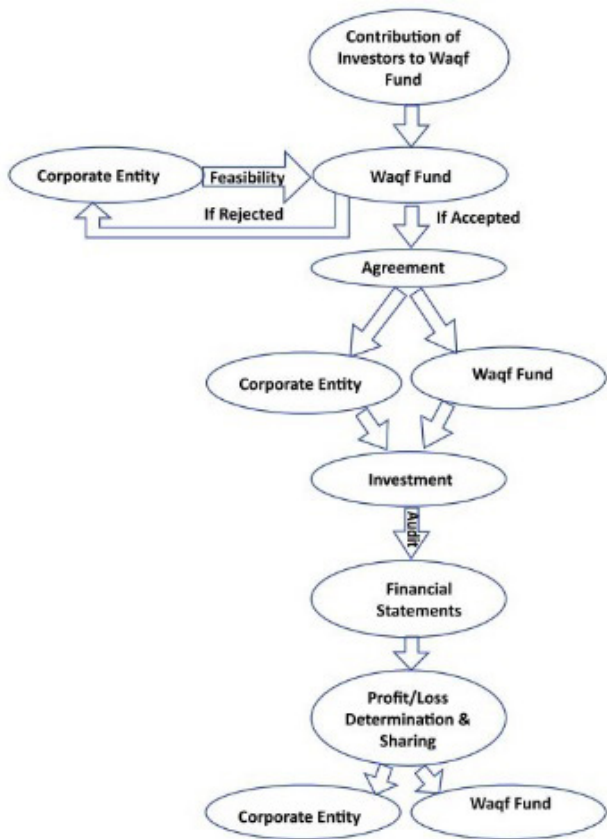 Contribution of
Investors to Waqf
Fund
Corporate Entity
Feasibility
Waqf Fund
If Rejected
If Accepted
Agreement
Corporate Entity
Waqf Fund
Investment
Audit
Financial
Statements
Profit/Loss
Determination &
Sharing
Corporate Entity
Waqf Fund